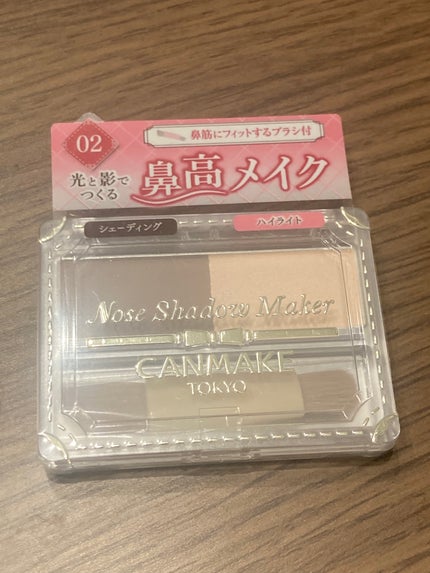 02
鼻筋にフィットするブラシ付
光と影で
つくる
鼻高メイク
シェーディング
ハイライト
Nose Shadow Maker
CANMAKE
TOKYO